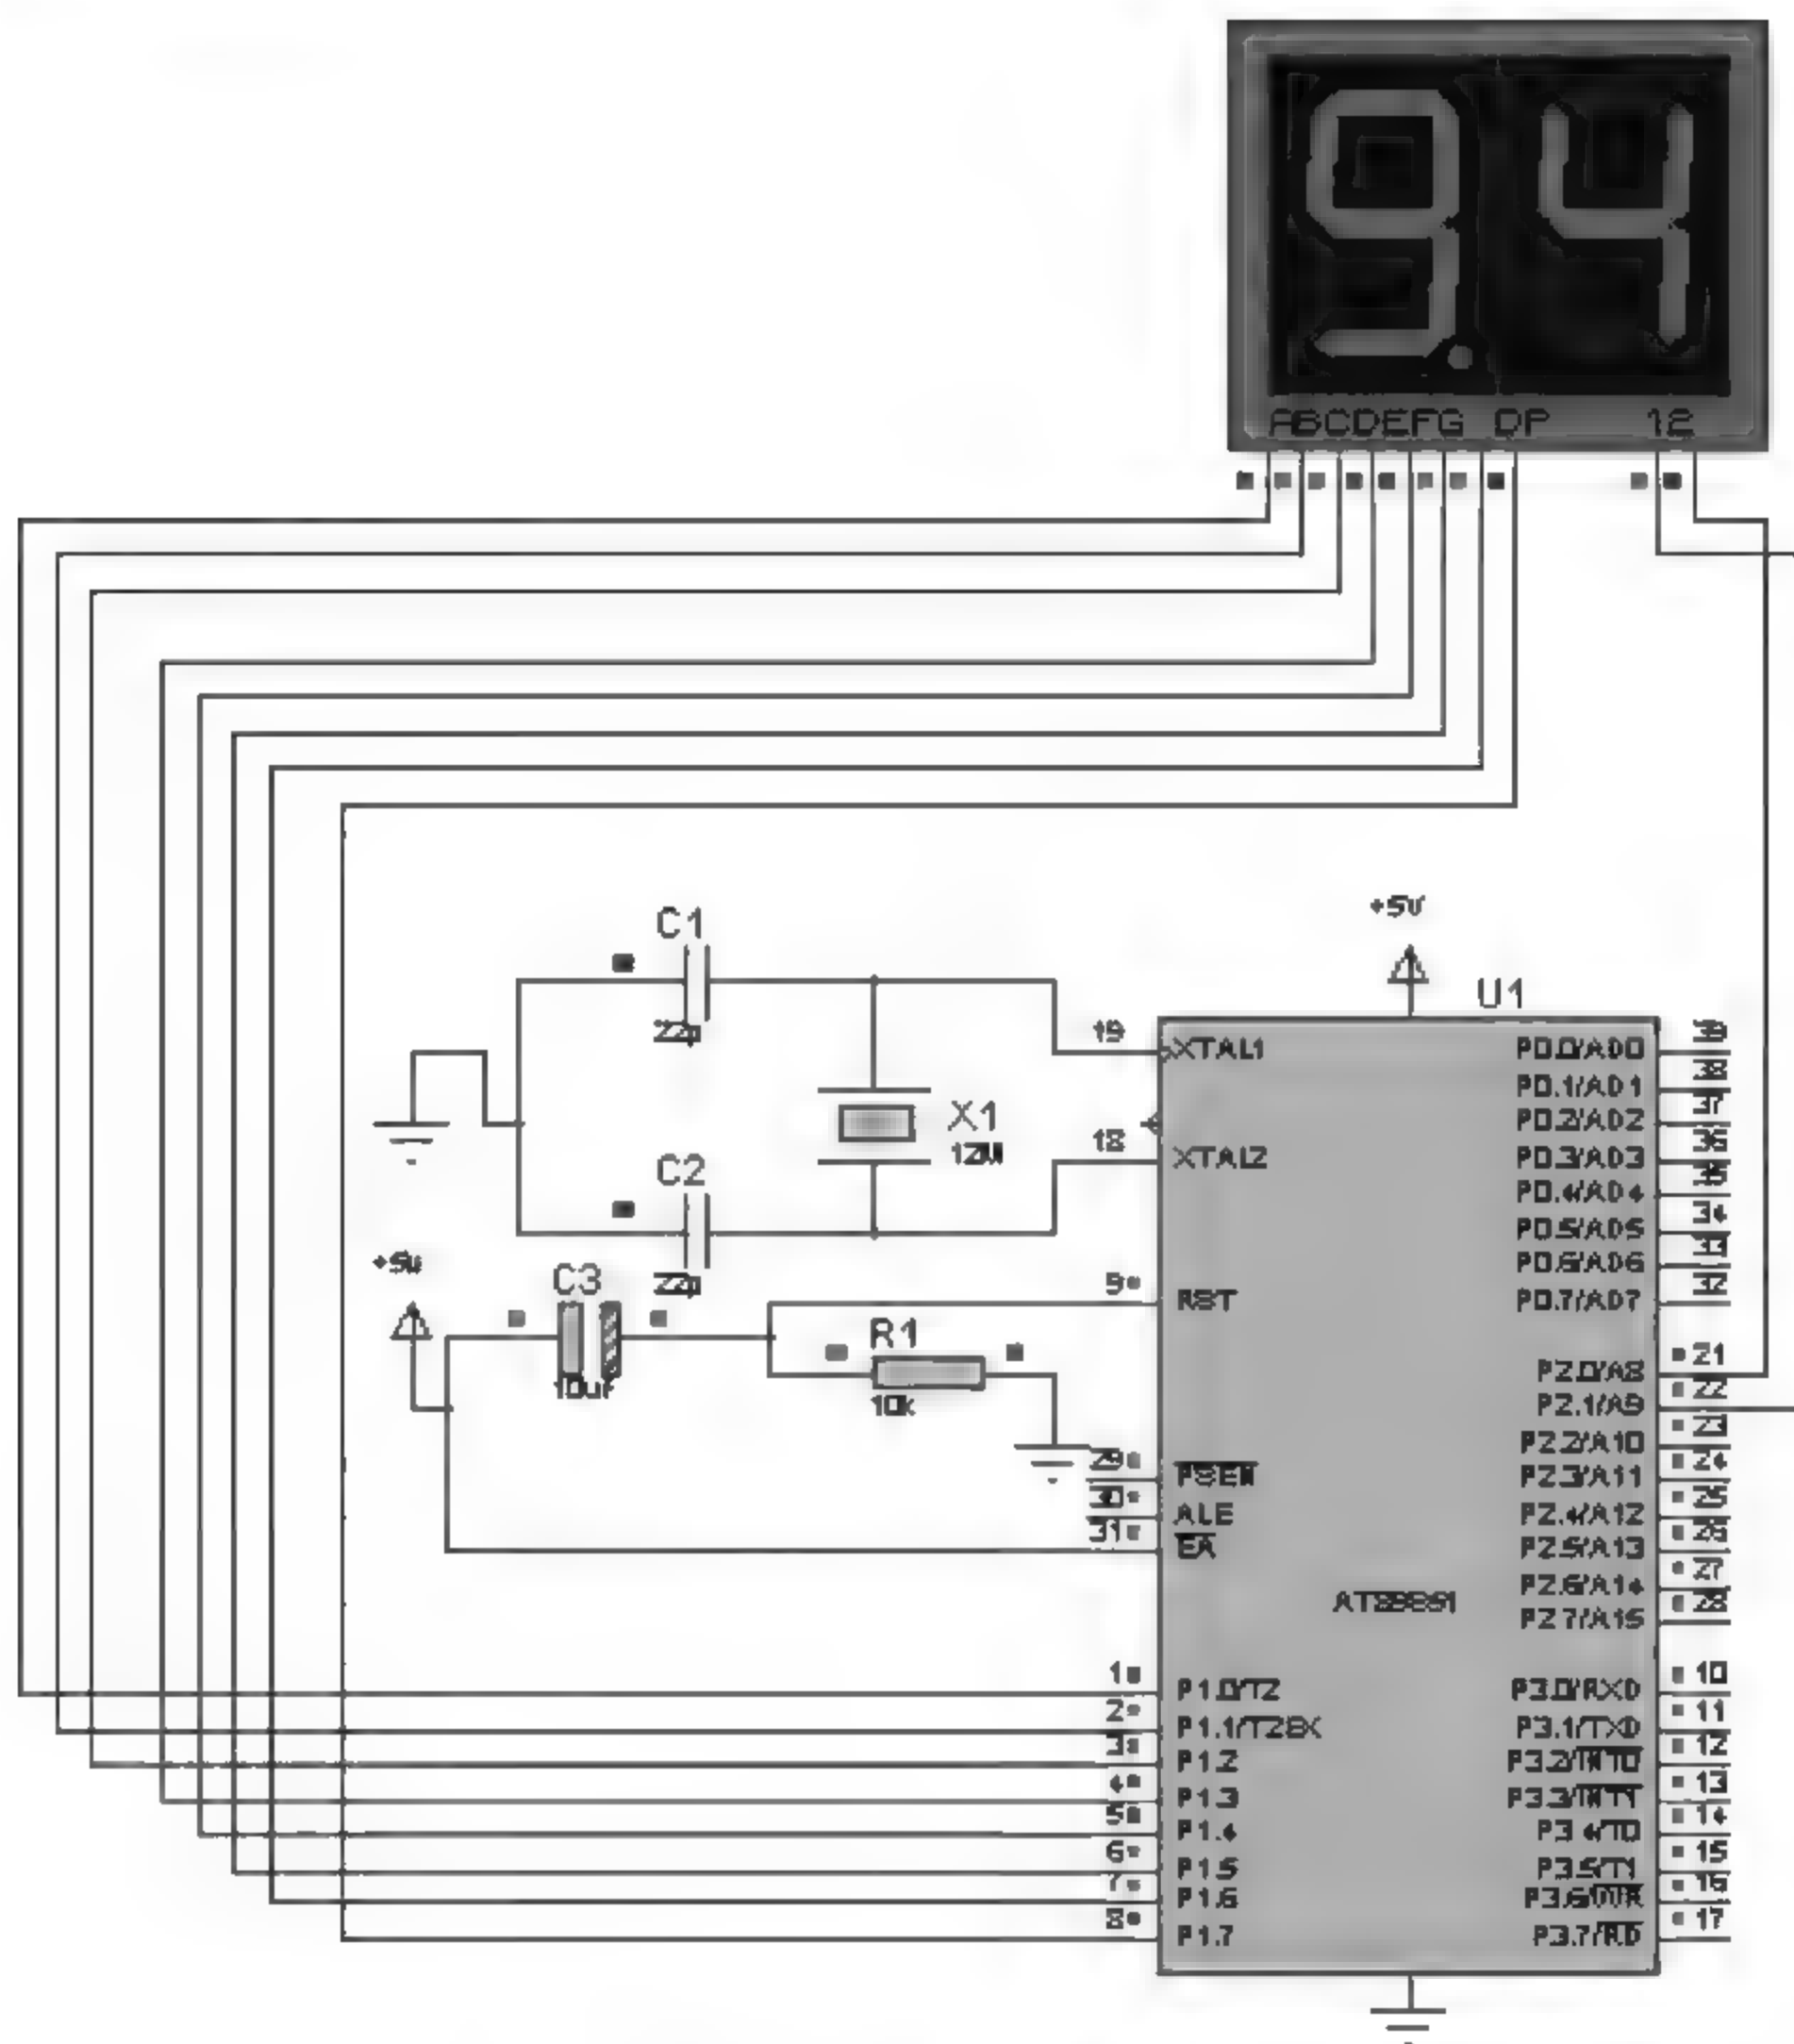 9.4
ABCDEFG DP 12
C1
22p
X1
12M
C2
22p
+5v
C3
10uF
R1
10k
+5V
U1
19 XTAL1
18 XTAL2
9 RST
29 PSEN
30 ALE
31 EA
1 P1.0/T2
2 P1.1/T2EX
3 P1.2
4 P1.3
5 P1.4
6 P1.5
7 P1.6
8 P1.7
P0.0/AD0 39
P0.1/AD1 38
P0.2/AD2 37
P0.3/AD3 36
P0.4/AD4 35
P0.5/AD5 34
P0.6/AD6 33
P0.7/AD7 32
P2.0/A8 21
P2.1/A9 22
P2.2/A10 23
P2.3/A11 24
P2.4/A12 25
P2.5/A13 26
P2.6/A14 27
P2.7/A15 28
P3.0/RXD 10
P3.1/TXD 11
P3.2/INT0 12
P3.3/INT1 13
P3.4/T0 14
P3.5/T1 15
P3.6/WR 16
P3.7/RD 17